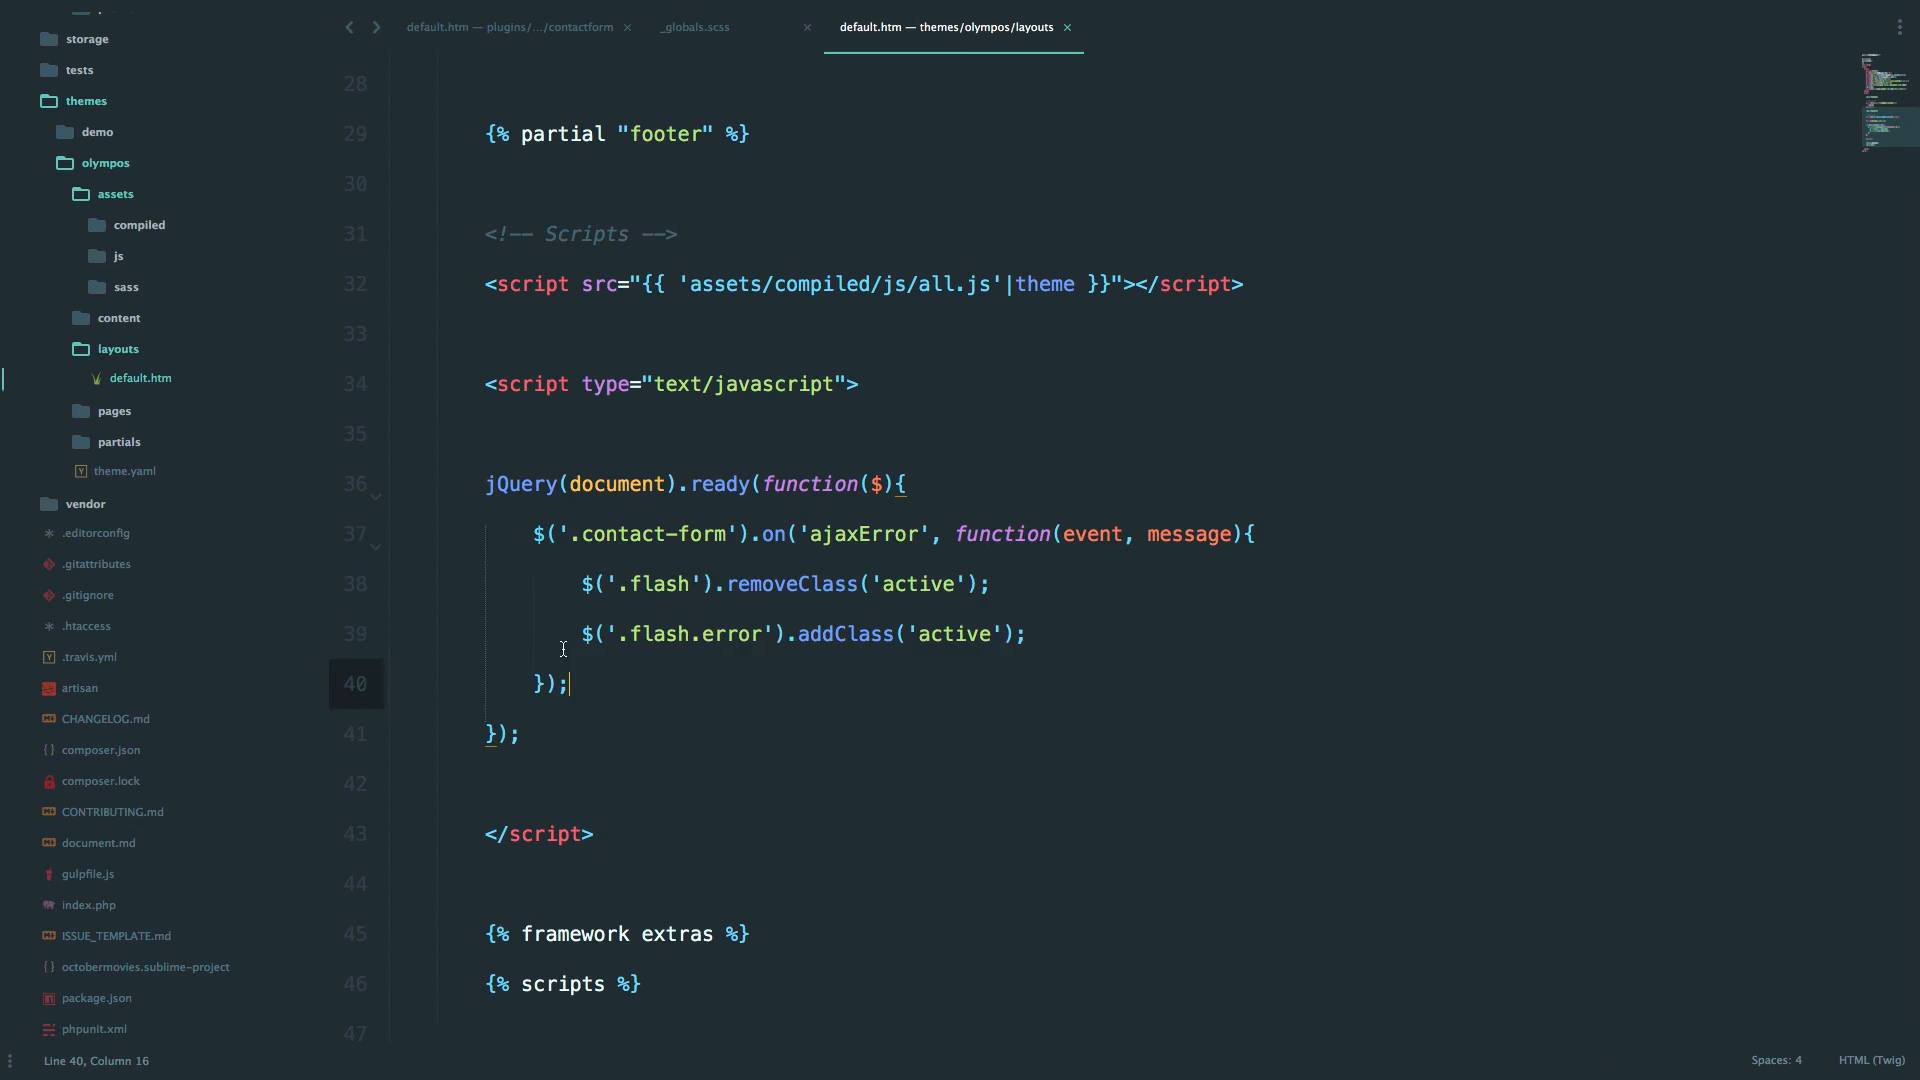 default.htm — plugins/.../contactform ×
_globals.scss ×
default.htm — themes/olympos/layouts ×
storage
tests
themes
demo
olympos
assets
compiled
js
sass
content
layouts
default.htm
pages
partials
theme.yaml
vendor
.editorconfig
.gitattributes
.gitignore
.htaccess
.travis.yml
artisan
CHANGELOG.md
composer.json
composer.lock
CONTRIBUTING.md
document.md
gulpfile.js
index.php
ISSUE_TEMPLATE.md
octobermovies.sublime-project
package.json
phpunit.xml
28
29 {% partial "footer" %}
30
31 <!-- Scripts -->
32 <script src="{{ 'assets/compiled/js/all.js'|theme }}"></script>
33
34 <script type="text/javascript">
35
36 jQuery(document).ready(function($){
37 $('.contact-form').on('ajaxError', function(event, message){
38 $('.flash').removeClass('active');
39 $('.flash.error').addClass('active');
40 });
41 });
42
43 </script>
44
45 {% framework extras %}
46 {% scripts %}
47
Line 40, Column 16
Spaces: 4
HTML (Twig)